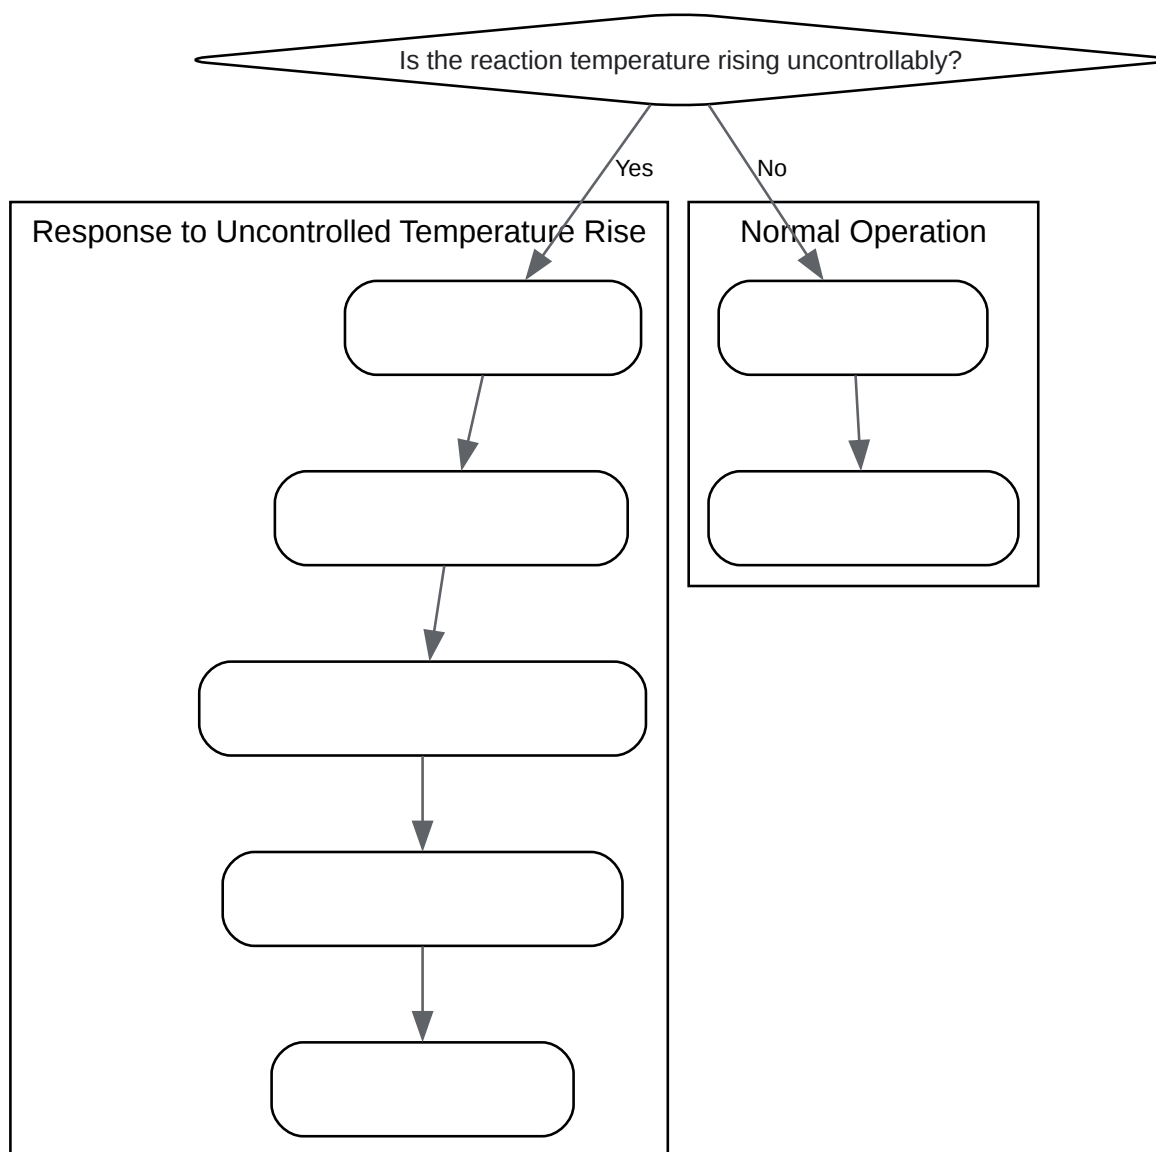 Is the reaction temperature rising uncontrollably?
Yes
No
Response to Uncontrolled Temperature Rise
Normal Operation